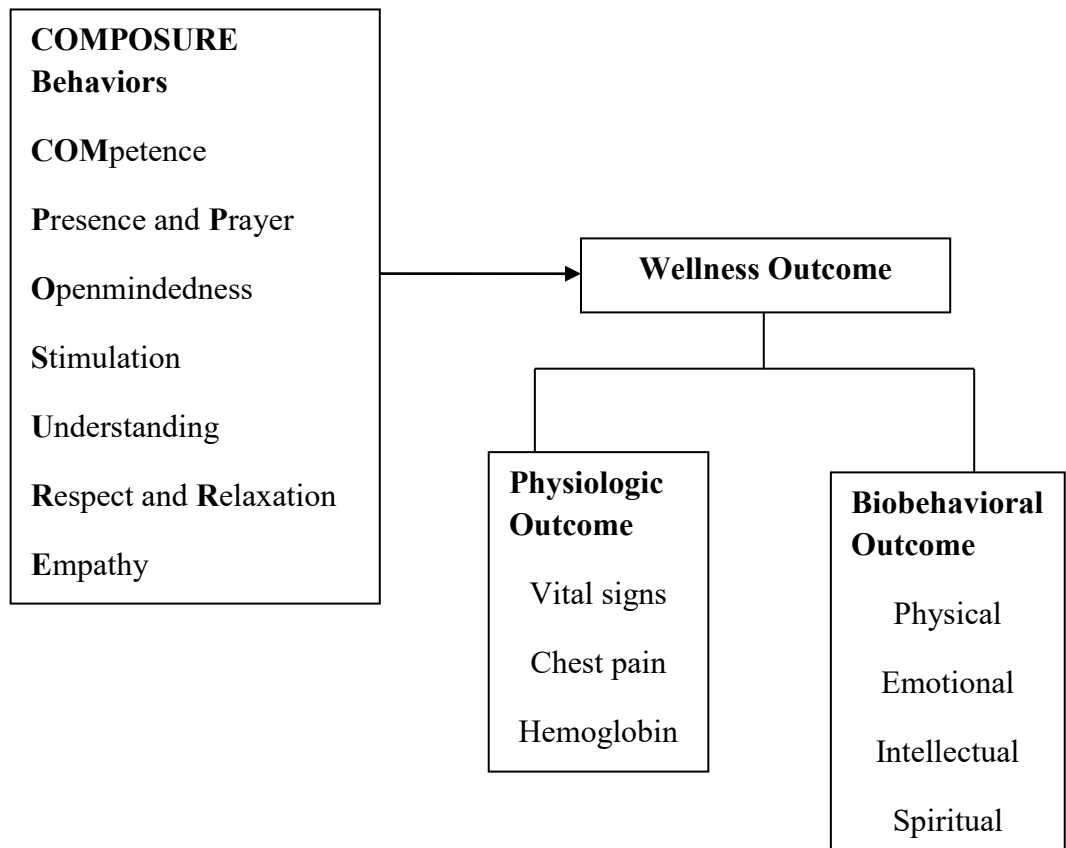 COMPOSURE
Behaviors
COMpetence
Presence and Prayer
Openmindedness
Stimulation
Understanding
Respect and Relaxation
Empathy
Wellness Outcome
Physiologic
Outcome
Vital signs
Chest pain
Hemoglobin
Biobehavioral
Outcome
Physical
Emotional
Intellectual
Spiritual